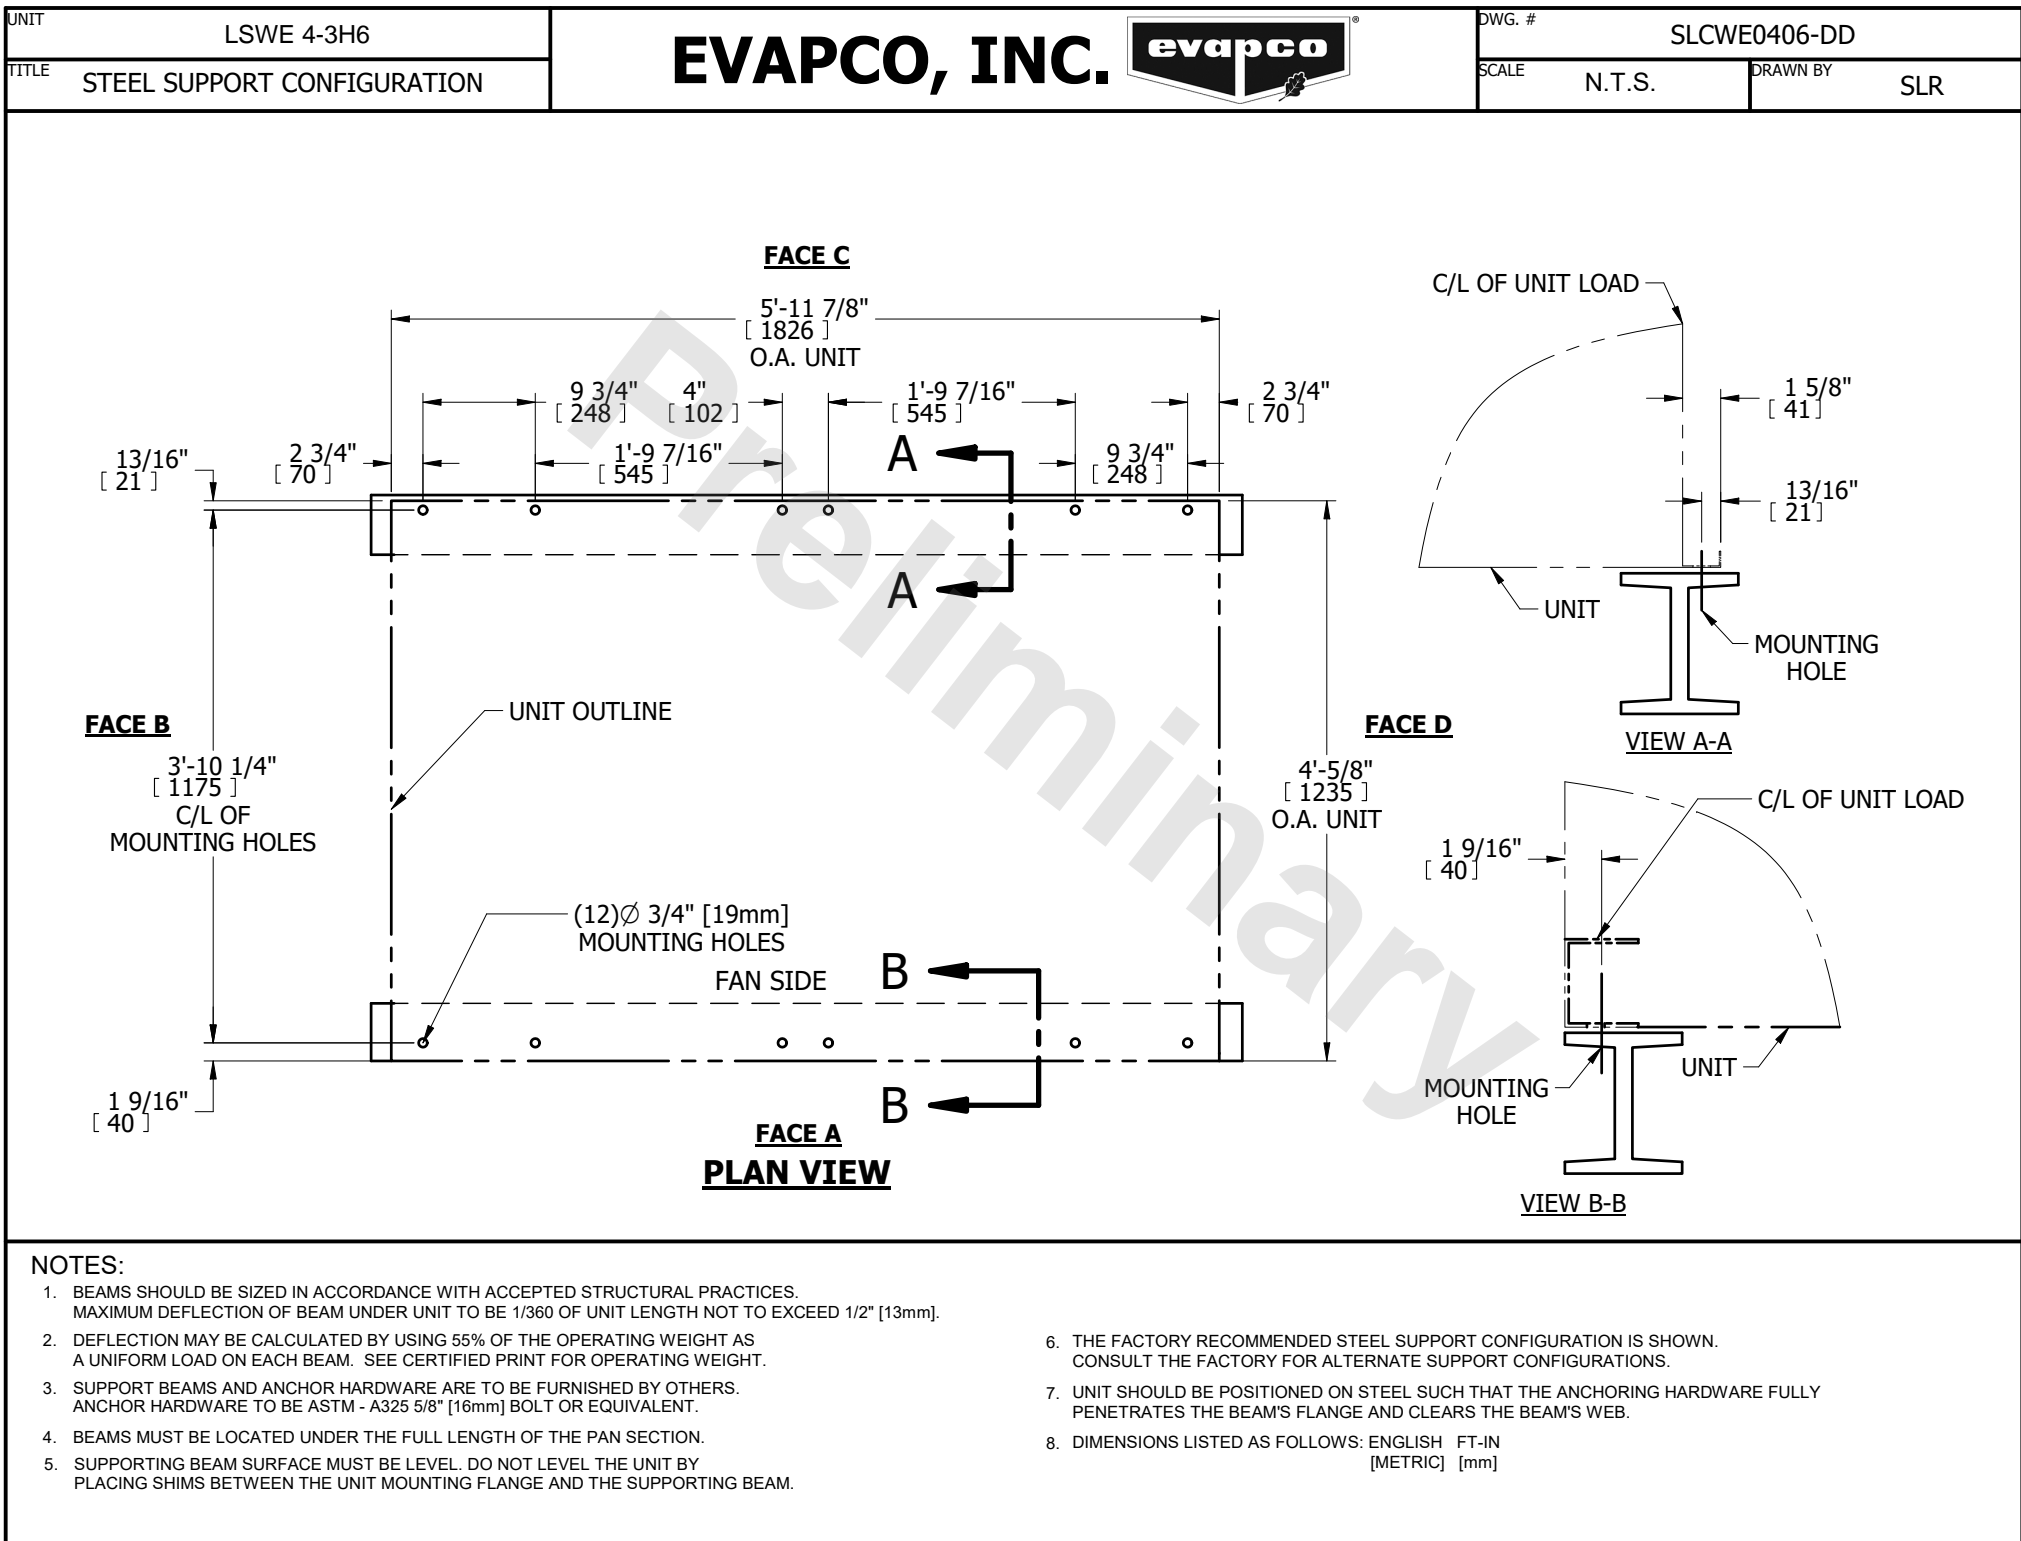 UNIT
LSWE 4-3H6
TITLE
STEEL SUPPORT CONFIGURATION
EVAPCO, INC.
evapco
®
DWG. #
SLCWE0406-DD
SCALE
N.T.S.
DRAWN BY
SLR
FACE C
5'-11 7/8"
[ 1826 ]
O.A. UNIT
9 3/4"
[ 248 ]
4"
[ 102 ]
1'-9 7/16"
[ 545 ]
2 3/4"
[ 70 ]
13/16"
[ 21 ]
2 3/4"
[ 70 ]
1'-9 7/16"
[ 545 ]
A
9 3/4"
[ 248 ]
A
UNIT OUTLINE
FACE B
3'-10 1/4"
[ 1175 ]
C/L OF
MOUNTING HOLES
FACE D
4'-5/8"
[ 1235 ]
O.A. UNIT
(12)Ø 3/4" [19mm]
MOUNTING HOLES
FAN SIDE
B
B
1 9/16"
[ 40 ]
FACE A
PLAN VIEW
Preliminary
C/L OF UNIT LOAD
1 5/8"
[ 41 ]
13/16"
[ 21 ]
UNIT
MOUNTING
HOLE
VIEW A-A
C/L OF UNIT LOAD
1 9/16"
[ 40 ]
UNIT
MOUNTING
HOLE
VIEW B-B
NOTES:
1. BEAMS SHOULD BE SIZED IN ACCORDANCE WITH ACCEPTED STRUCTURAL PRACTICES.
MAXIMUM DEFLECTION OF BEAM UNDER UNIT TO BE 1/360 OF UNIT LENGTH NOT TO EXCEED 1/2" [13mm].
2. DEFLECTION MAY BE CALCULATED BY USING 55% OF THE OPERATING WEIGHT AS
A UNIFORM LOAD ON EACH BEAM. SEE CERTIFIED PRINT FOR OPERATING WEIGHT.
3. SUPPORT BEAMS AND ANCHOR HARDWARE ARE TO BE FURNISHED BY OTHERS.
ANCHOR HARDWARE TO BE ASTM - A325 5/8" [16mm] BOLT OR EQUIVALENT.
4. BEAMS MUST BE LOCATED UNDER THE FULL LENGTH OF THE PAN SECTION.
5. SUPPORTING BEAM SURFACE MUST BE LEVEL. DO NOT LEVEL THE UNIT BY
PLACING SHIMS BETWEEN THE UNIT MOUNTING FLANGE AND THE SUPPORTING BEAM.
6. THE FACTORY RECOMMENDED STEEL SUPPORT CONFIGURATION IS SHOWN.
CONSULT THE FACTORY FOR ALTERNATE SUPPORT CONFIGURATIONS.
7. UNIT SHOULD BE POSITIONED ON STEEL SUCH THAT THE ANCHORING HARDWARE FULLY
PENETRATES THE BEAM'S FLANGE AND CLEARS THE BEAM'S WEB.
8. DIMENSIONS LISTED AS FOLLOWS: ENGLISH FT-IN
[METRIC] [mm]